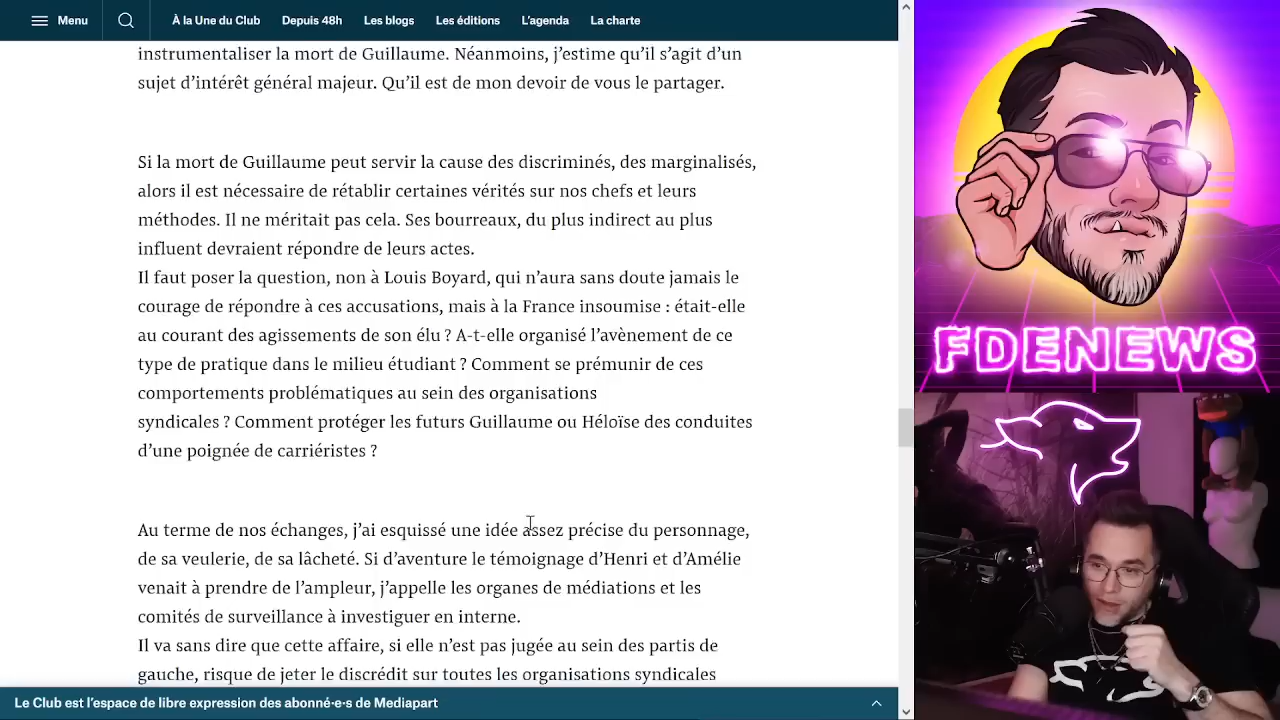 Menu
À la Une du Club
Depuis 48h
Les blogs
Les éditions
L’agenda
La charte
instrumentaliser la mort de Guillaume. Néanmoins, j’estime qu’il s’agit d’un
sujet d’intérêt général majeur. Qu’il est de mon devoir de vous le partager.
Si la mort de Guillaume peut servir la cause des discriminés, des marginalisés,
alors il est nécessaire de rétablir certaines vérités sur nos chefs et leurs
méthodes. Il ne méritait pas cela. Ses bourreaux, du plus indirect au plus
influent devraient répondre de leurs actes.
Il faut poser la question, non à Louis Boyard, qui n’aura sans doute jamais le
courage de répondre à ces accusations, mais à la France insoumise : était-elle
au courant des agissements de son élu ? A-t-elle organisé l’avènement de ce
type de pratique dans le milieu étudiant ? Comment se prémunir de ces
comportements problématiques au sein des organisations
syndicales ? Comment protéger les futurs Guillaume ou Héloïse des conduites
d’une poignée de carriéristes ?
Au terme de nos échanges, j’ai esquissé une idée assez précise du personnage,
de sa veulerie, de sa lâcheté. Si d’aventure le témoignage d’Henri et d’Amélie
venait à prendre de l’ampleur, j’appelle les organes de médiations et les
comités de surveillance à investiguer en interne.
Il va sans dire que cette affaire, si elle n’est pas jugée au sein des partis de
gauche, risque de jeter le discrédit sur toutes les organisations syndicales
Le Club est l’espace de libre expression des abonné·e·s de Mediapart
FDENEWS